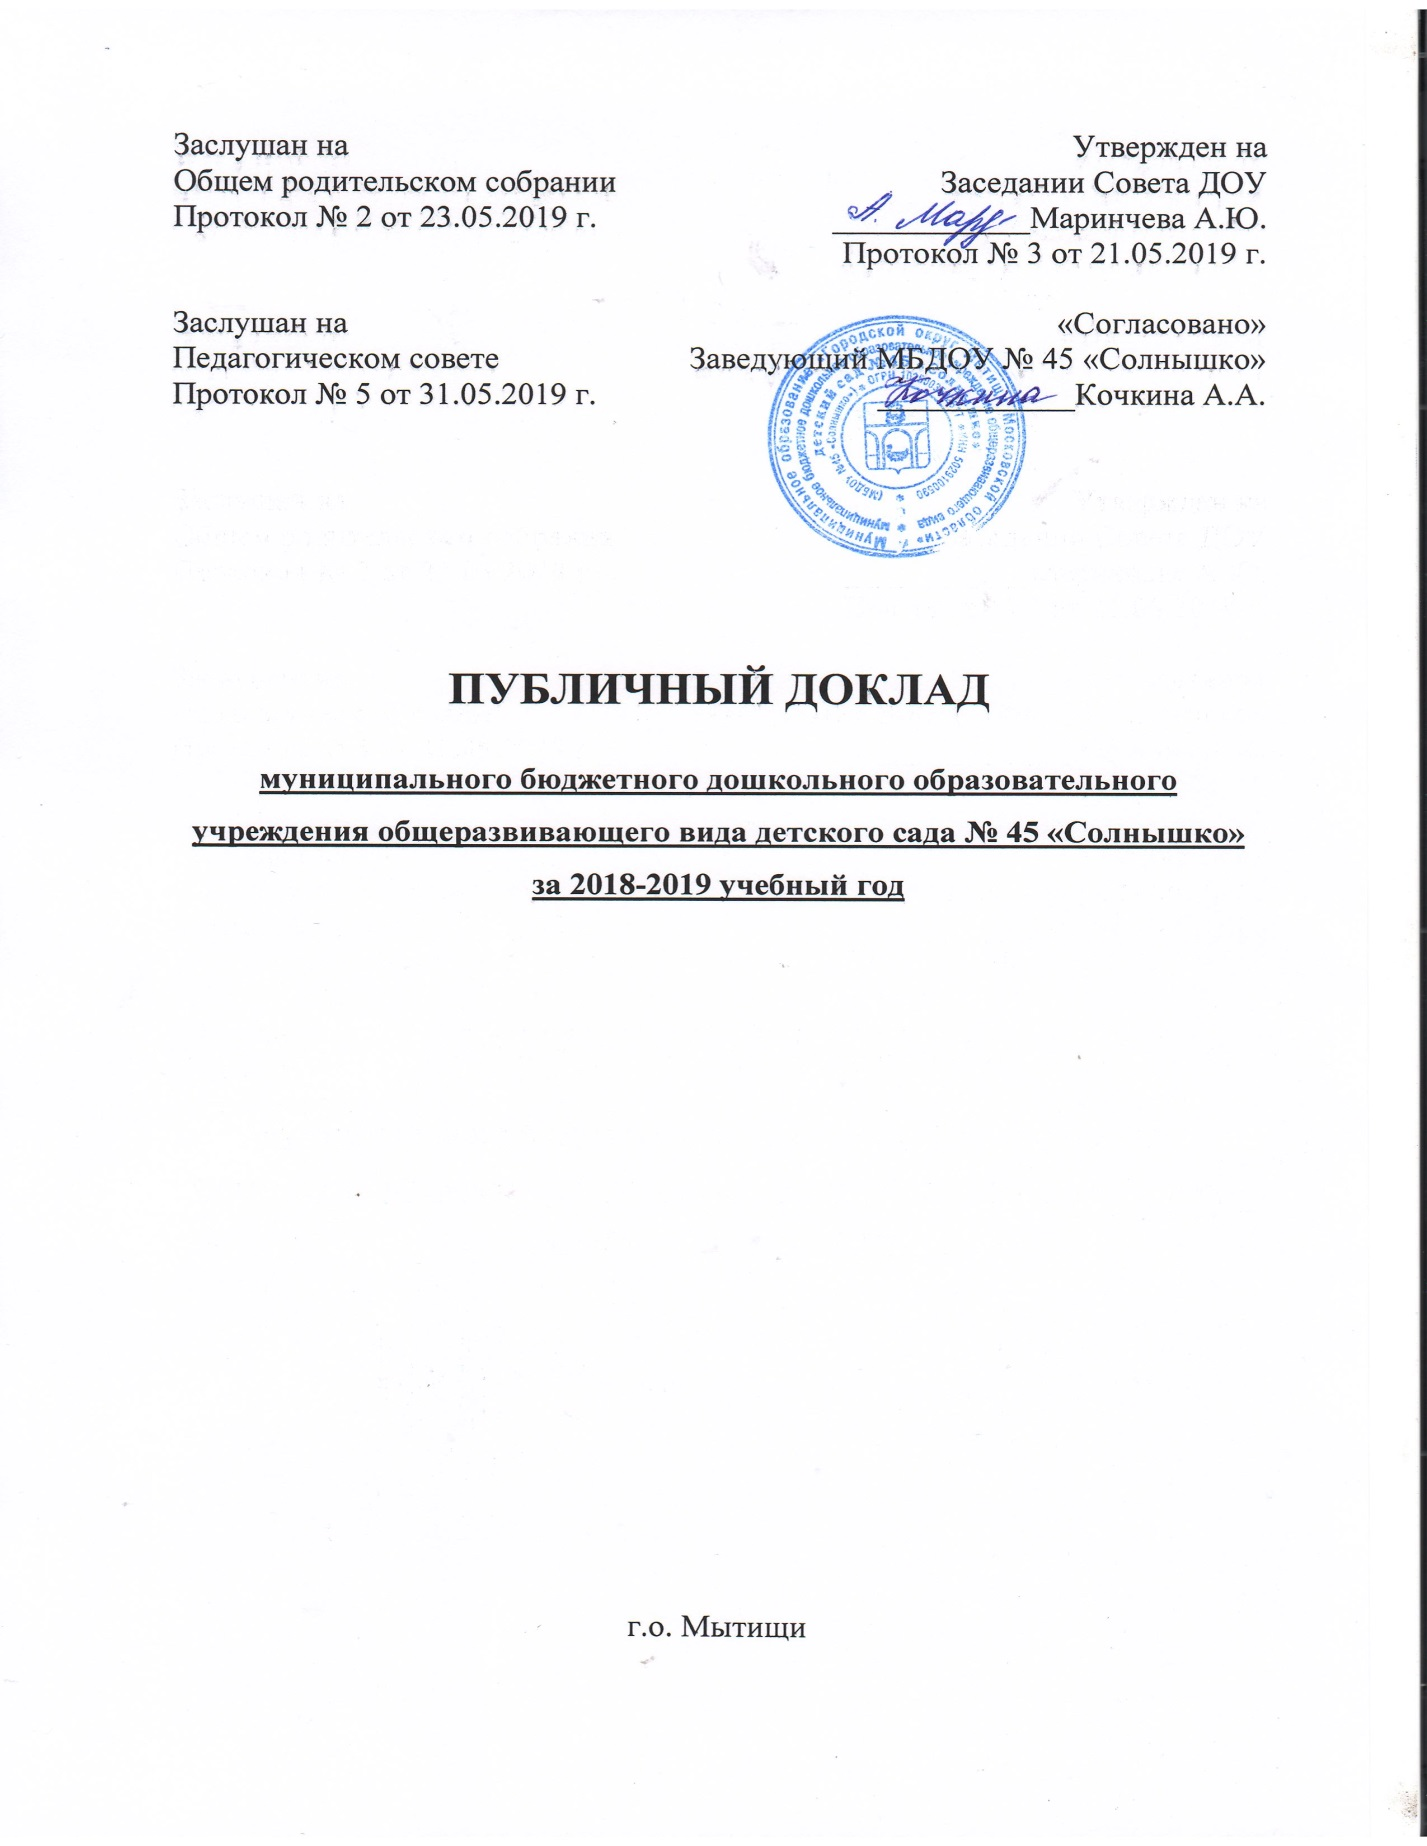 Заслушан на
Общем родительском собрании
Протокол № 2 от 23.05.2019 г.
Утвержден на
Заседании Совета ДОУ
Маринчева А.Ю.
Протокол № 3 от 21.05.2019 г.
Заслушан на
Педагогическом совете
Протокол № 5 от 31.05.2019 г.
«Согласовано»
Заведующий МБДОУ № 45 «Солнышко»
Кочкина Кочкина А.А.
ПУБЛИЧНЫЙ ДОКЛАД
муниципального бюджетного дошкольного образовательного
учреждения общеразвивающего вида детского сада № 45 «Солнышко»
за 2018-2019 учебный год
г.о. Мытищи